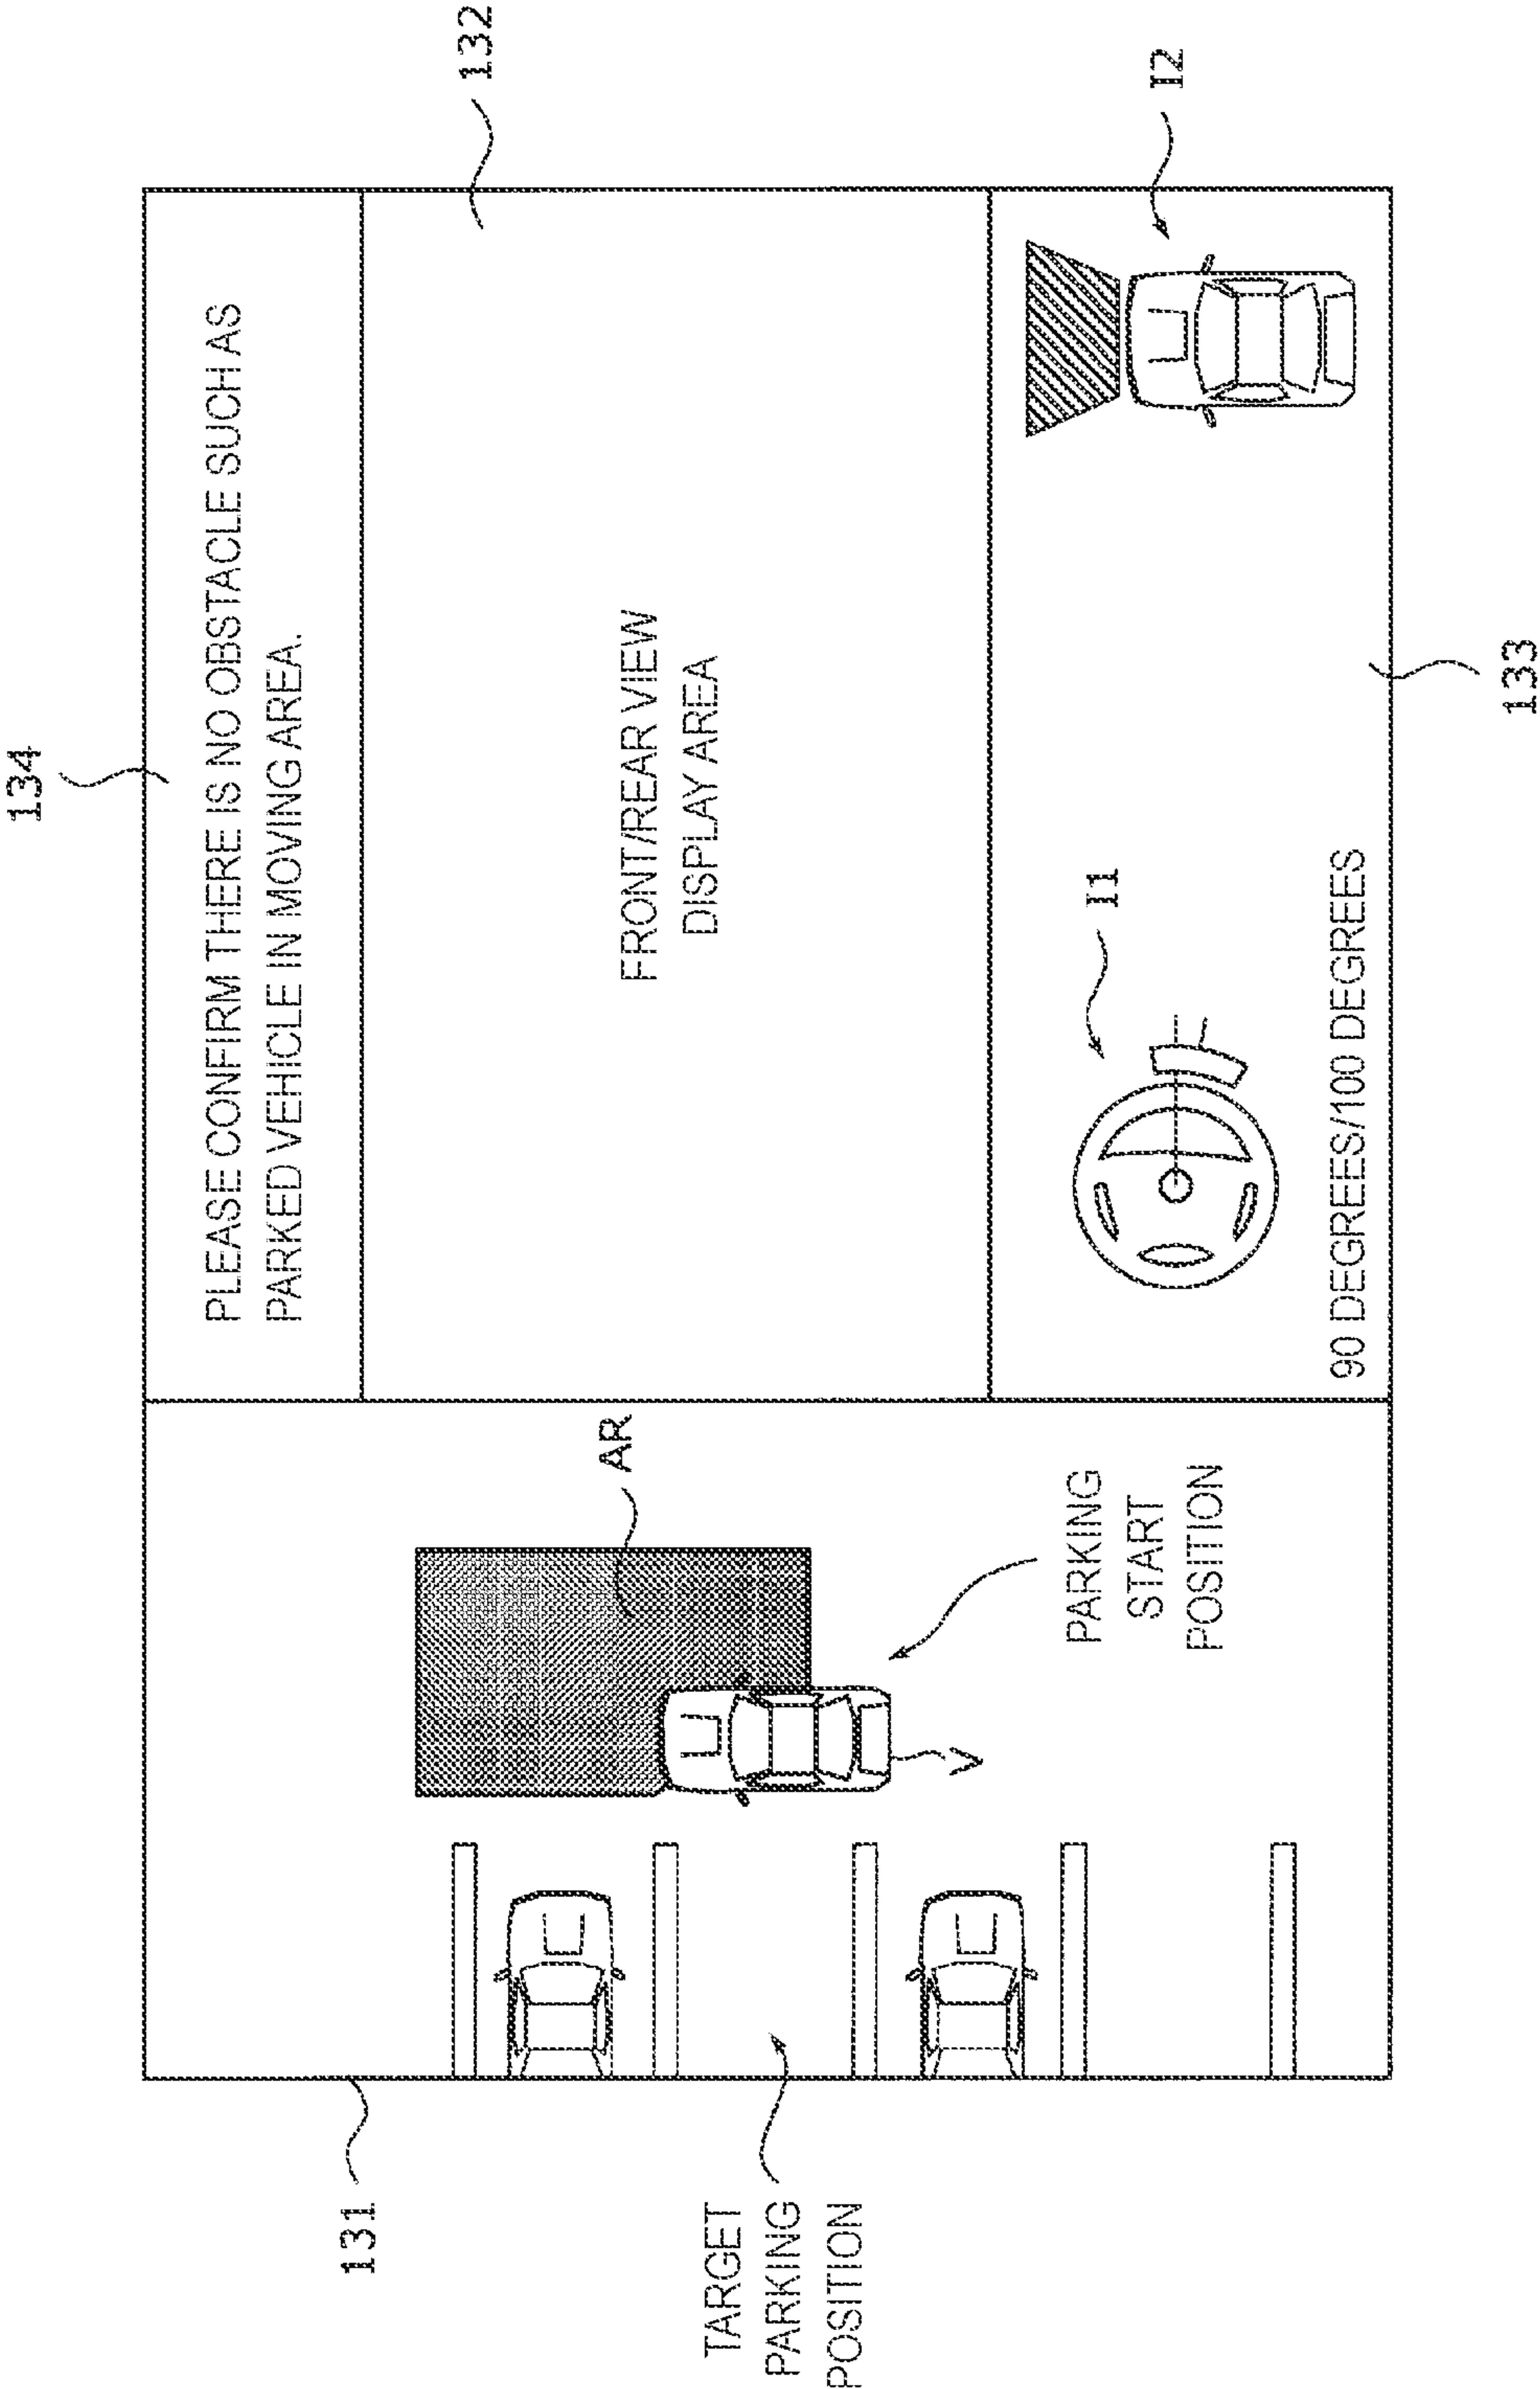 134
PLEASE CONFIRM THERE IS NO OBSTACLE SUCH AS
PARKED VEHICLE IN MOVING AREA.
132
131
AR
FRONT/REAR VIEW
DISPLAY AREA
TARGET
PARKING
POSITION
V
PARKING
START
POSITION
I1
I2
90 DEGREES/100 DEGREES
133